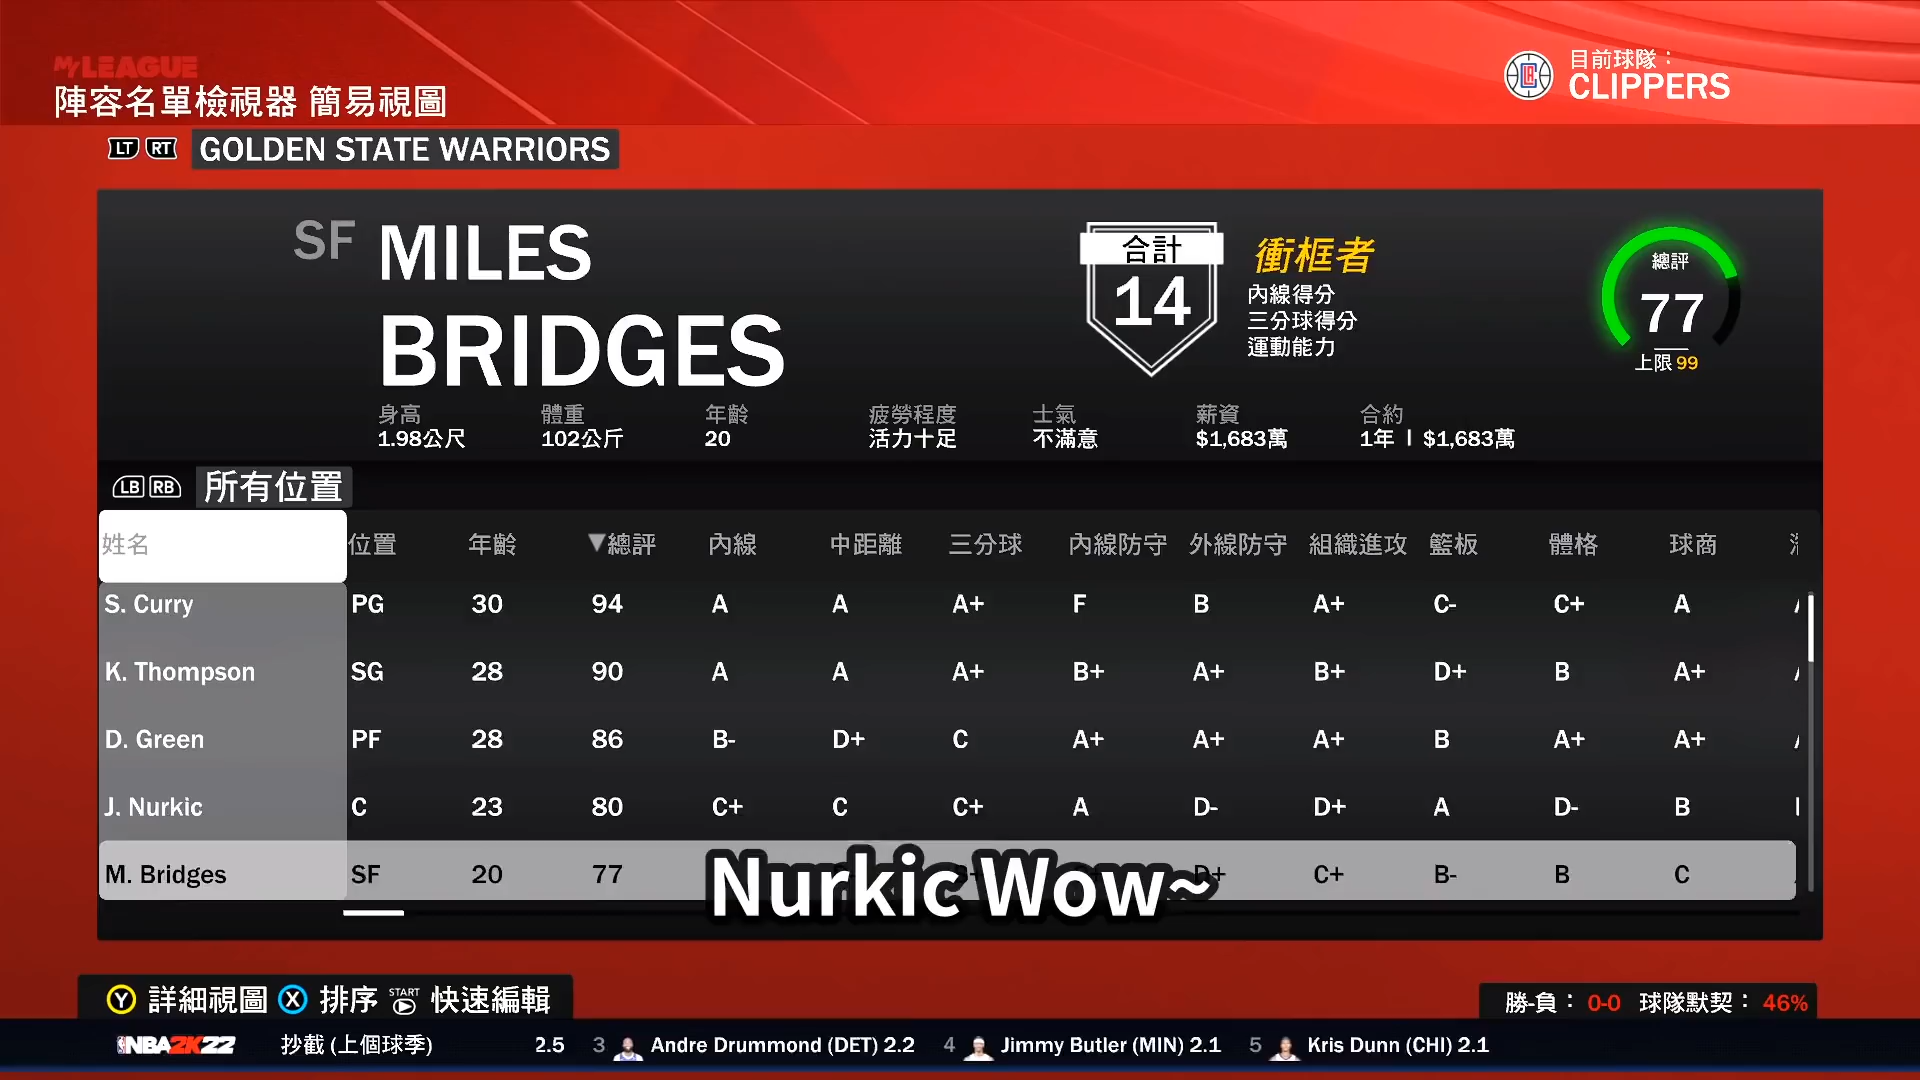 MyLEAGUE
陣容名單檢視器 簡易視圖
目前球隊：
CLIPPERS
LT RT GOLDEN STATE WARRIORS
SF MILES
BRIDGES
合計
14
衝框者
內線得分
三分球得分
運動能力
總評
77
上限 99
身高 體重 年齡 疲勞程度 士氣 薪資 合約
1.98公尺 102公斤 20 活力十足 不滿意 $1,683萬 1年 | $1,683萬
LB RB 所有位置
姓名 位置 年齡 ▼總評 內線 中距離 三分球 內線防守 外線防守 組織進攻 籃板 體格 球商
S. Curry PG 30 94 A A A+ F B A+ C- C+ A
K. Thompson SG 28 90 A A A+ B+ A+ B+ D+ B A+
D. Green PF 28 86 B- D+ C A+ A+ A+ B A+ A+
J. Nurkic C 23 80 C+ C C+ A D- D+ A D- B
M. Bridges SF 20 77 D+ C+ B- B C
Nurkic Wow~
Y 詳細視圖 X 排序 START 快速編輯
勝-負： 0-0 球隊默契： 46%
NBA2K22 抄截 (上個球季) 2.5 3 Andre Drummond (DET) 2.2 4 Jimmy Butler (MIN) 2.1 5 Kris Dunn (CHI) 2.1